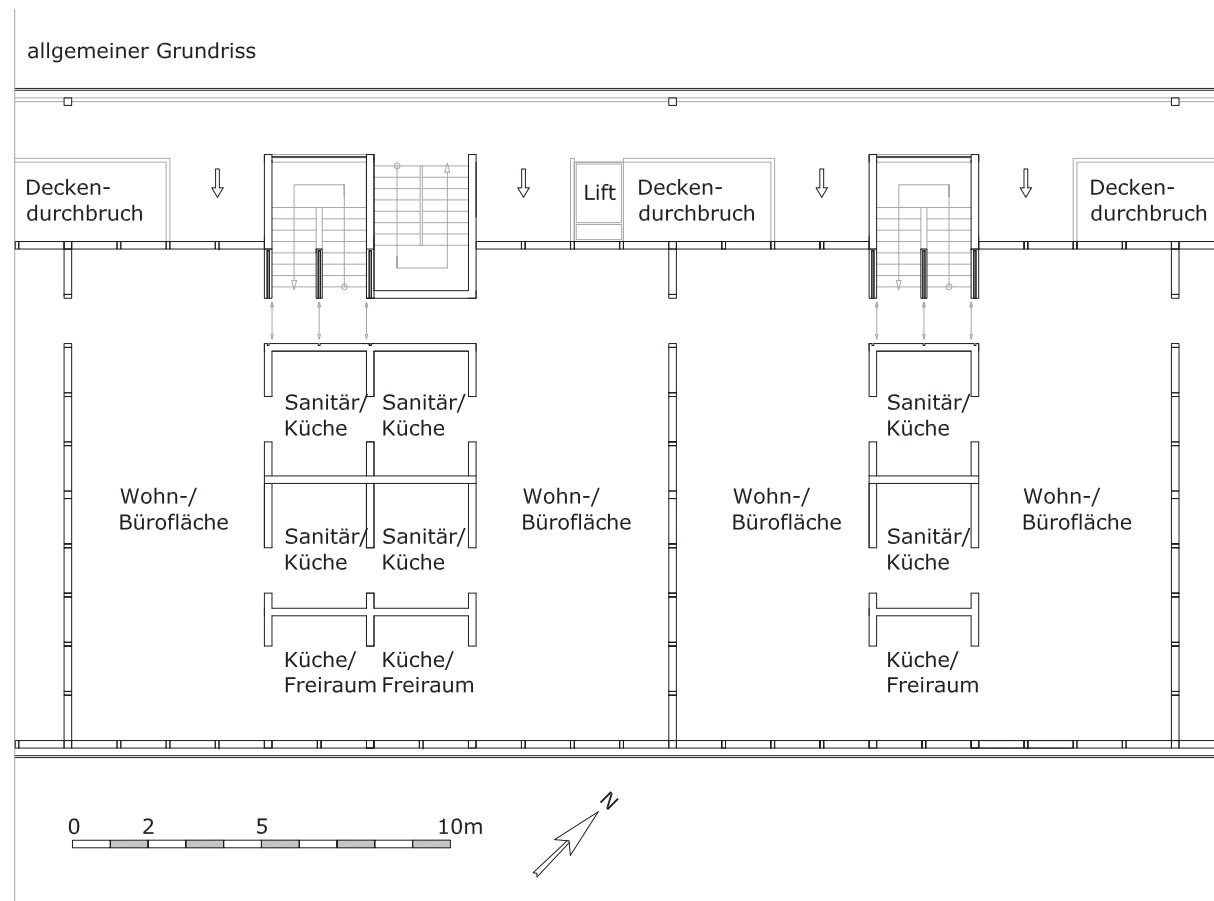 allgemeiner Grundriss
Decken-
durchbruch
Lift
Decken-
durchbruch
Decken-
durchbruch
Sanitär/
Küche
Sanitär/
Küche
Sanitär/
Küche
Wohn-/
Bürofläche
Wohn-/
Bürofläche
Wohn-/
Bürofläche
Wohn-/
Bürofläche
Sanitär/
Küche
Sanitär/
Küche
Sanitär/
Küche
Küche/
Freiraum
Küche/
Freiraum
Küche/
Freiraum
N
0 2 5 10m